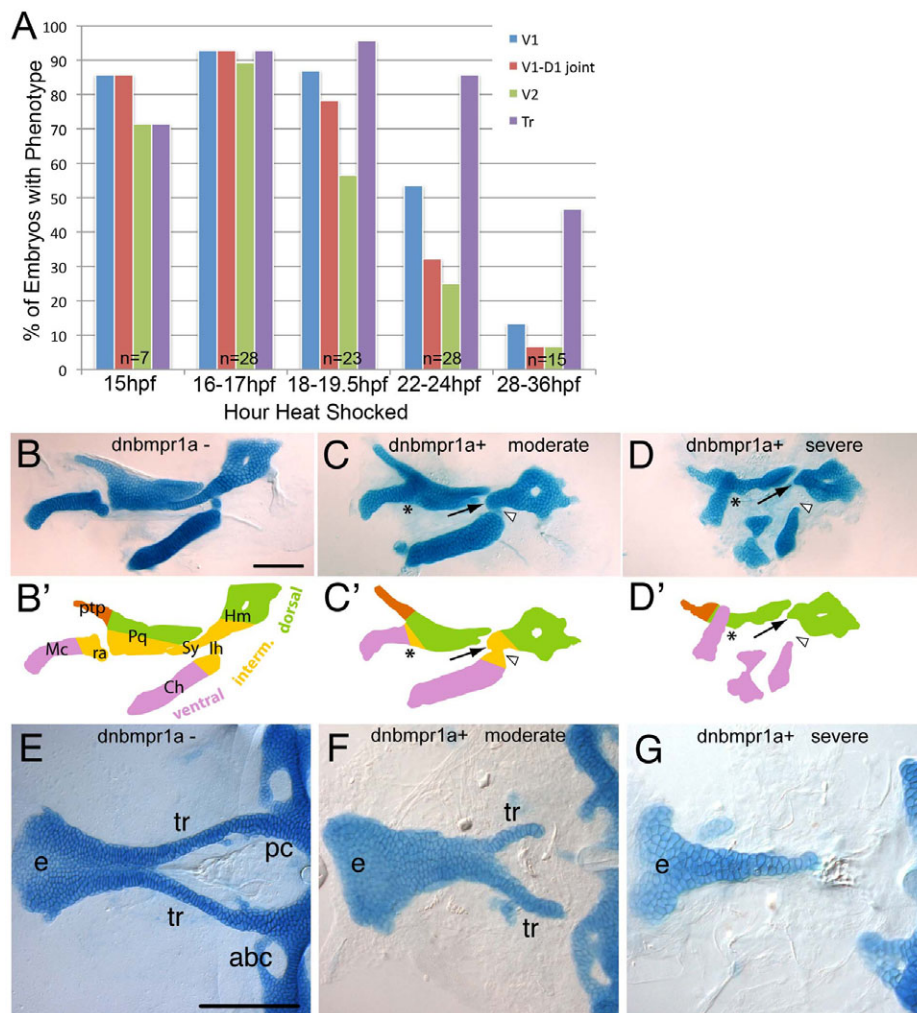 A
% of Embryos with Phenotype
100
90
80
70
60
50
40
30
20
10
0
V1
V1-D1 joint
V2
Tr
n=7
n=28
n=23
n=28
n=15
15hpf
16-17hpf
18-19.5hpf
22-24hpf
28-36hpf
Hour Heat Shocked
B
dnbmpr1a -
C
dnbmpr1a+ moderate
*
D
dnbmpr1a+ severe
*
B'
ptp
Pq
Hm
Mc
ra
Sy
Ih
Ch
dorsal
interm.
ventral
C'
*
D'
*
E
dnbmpr1a -
e
tr
tr
pc
abc
F
dnbmpr1a+ moderate
e
tr
tr
G
dnbmpr1a+ severe
e